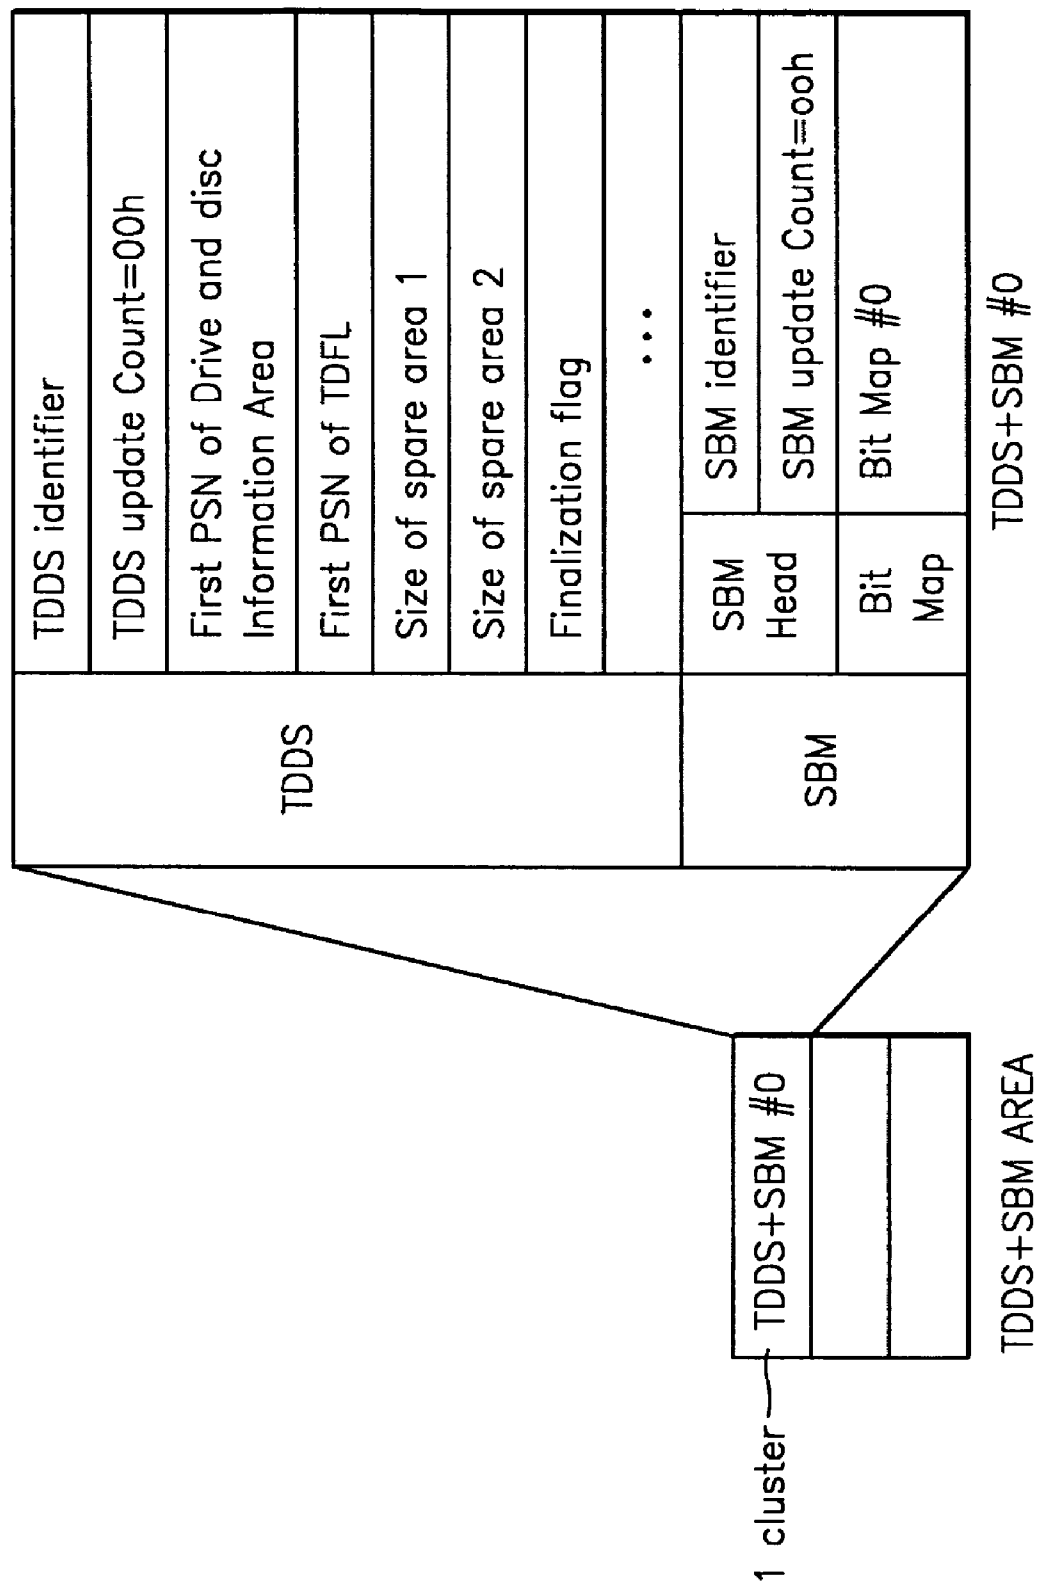 1 cluster
TDDS+SBM #0
TDDS+SBM AREA
TDDS
TDDS identifier
TDDS update Count=00h
First PSN of Drive and disc
Information Area
First PSN of TDFL
Size of spare area 1
Size of spare area 2
Finalization flag
...
SBM
SBM
Head
SBM identifier
SBM update Count=ooh
Bit
Map
Bit Map #0
TDDS+SBM #0